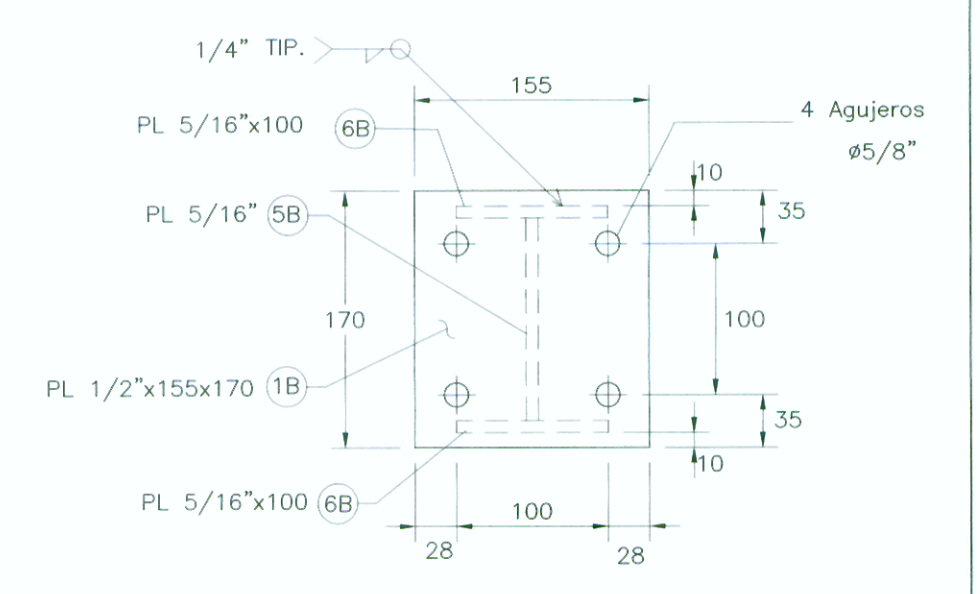 1/4” TIP.
155
PL 5/16”x100 6B
4 Agujeros
ø5/8”
10
PL 5/16” 5B
35
170
100
PL 1/2”x155x170 1B
35
10
PL 5/16”x100 6B
100
28
28